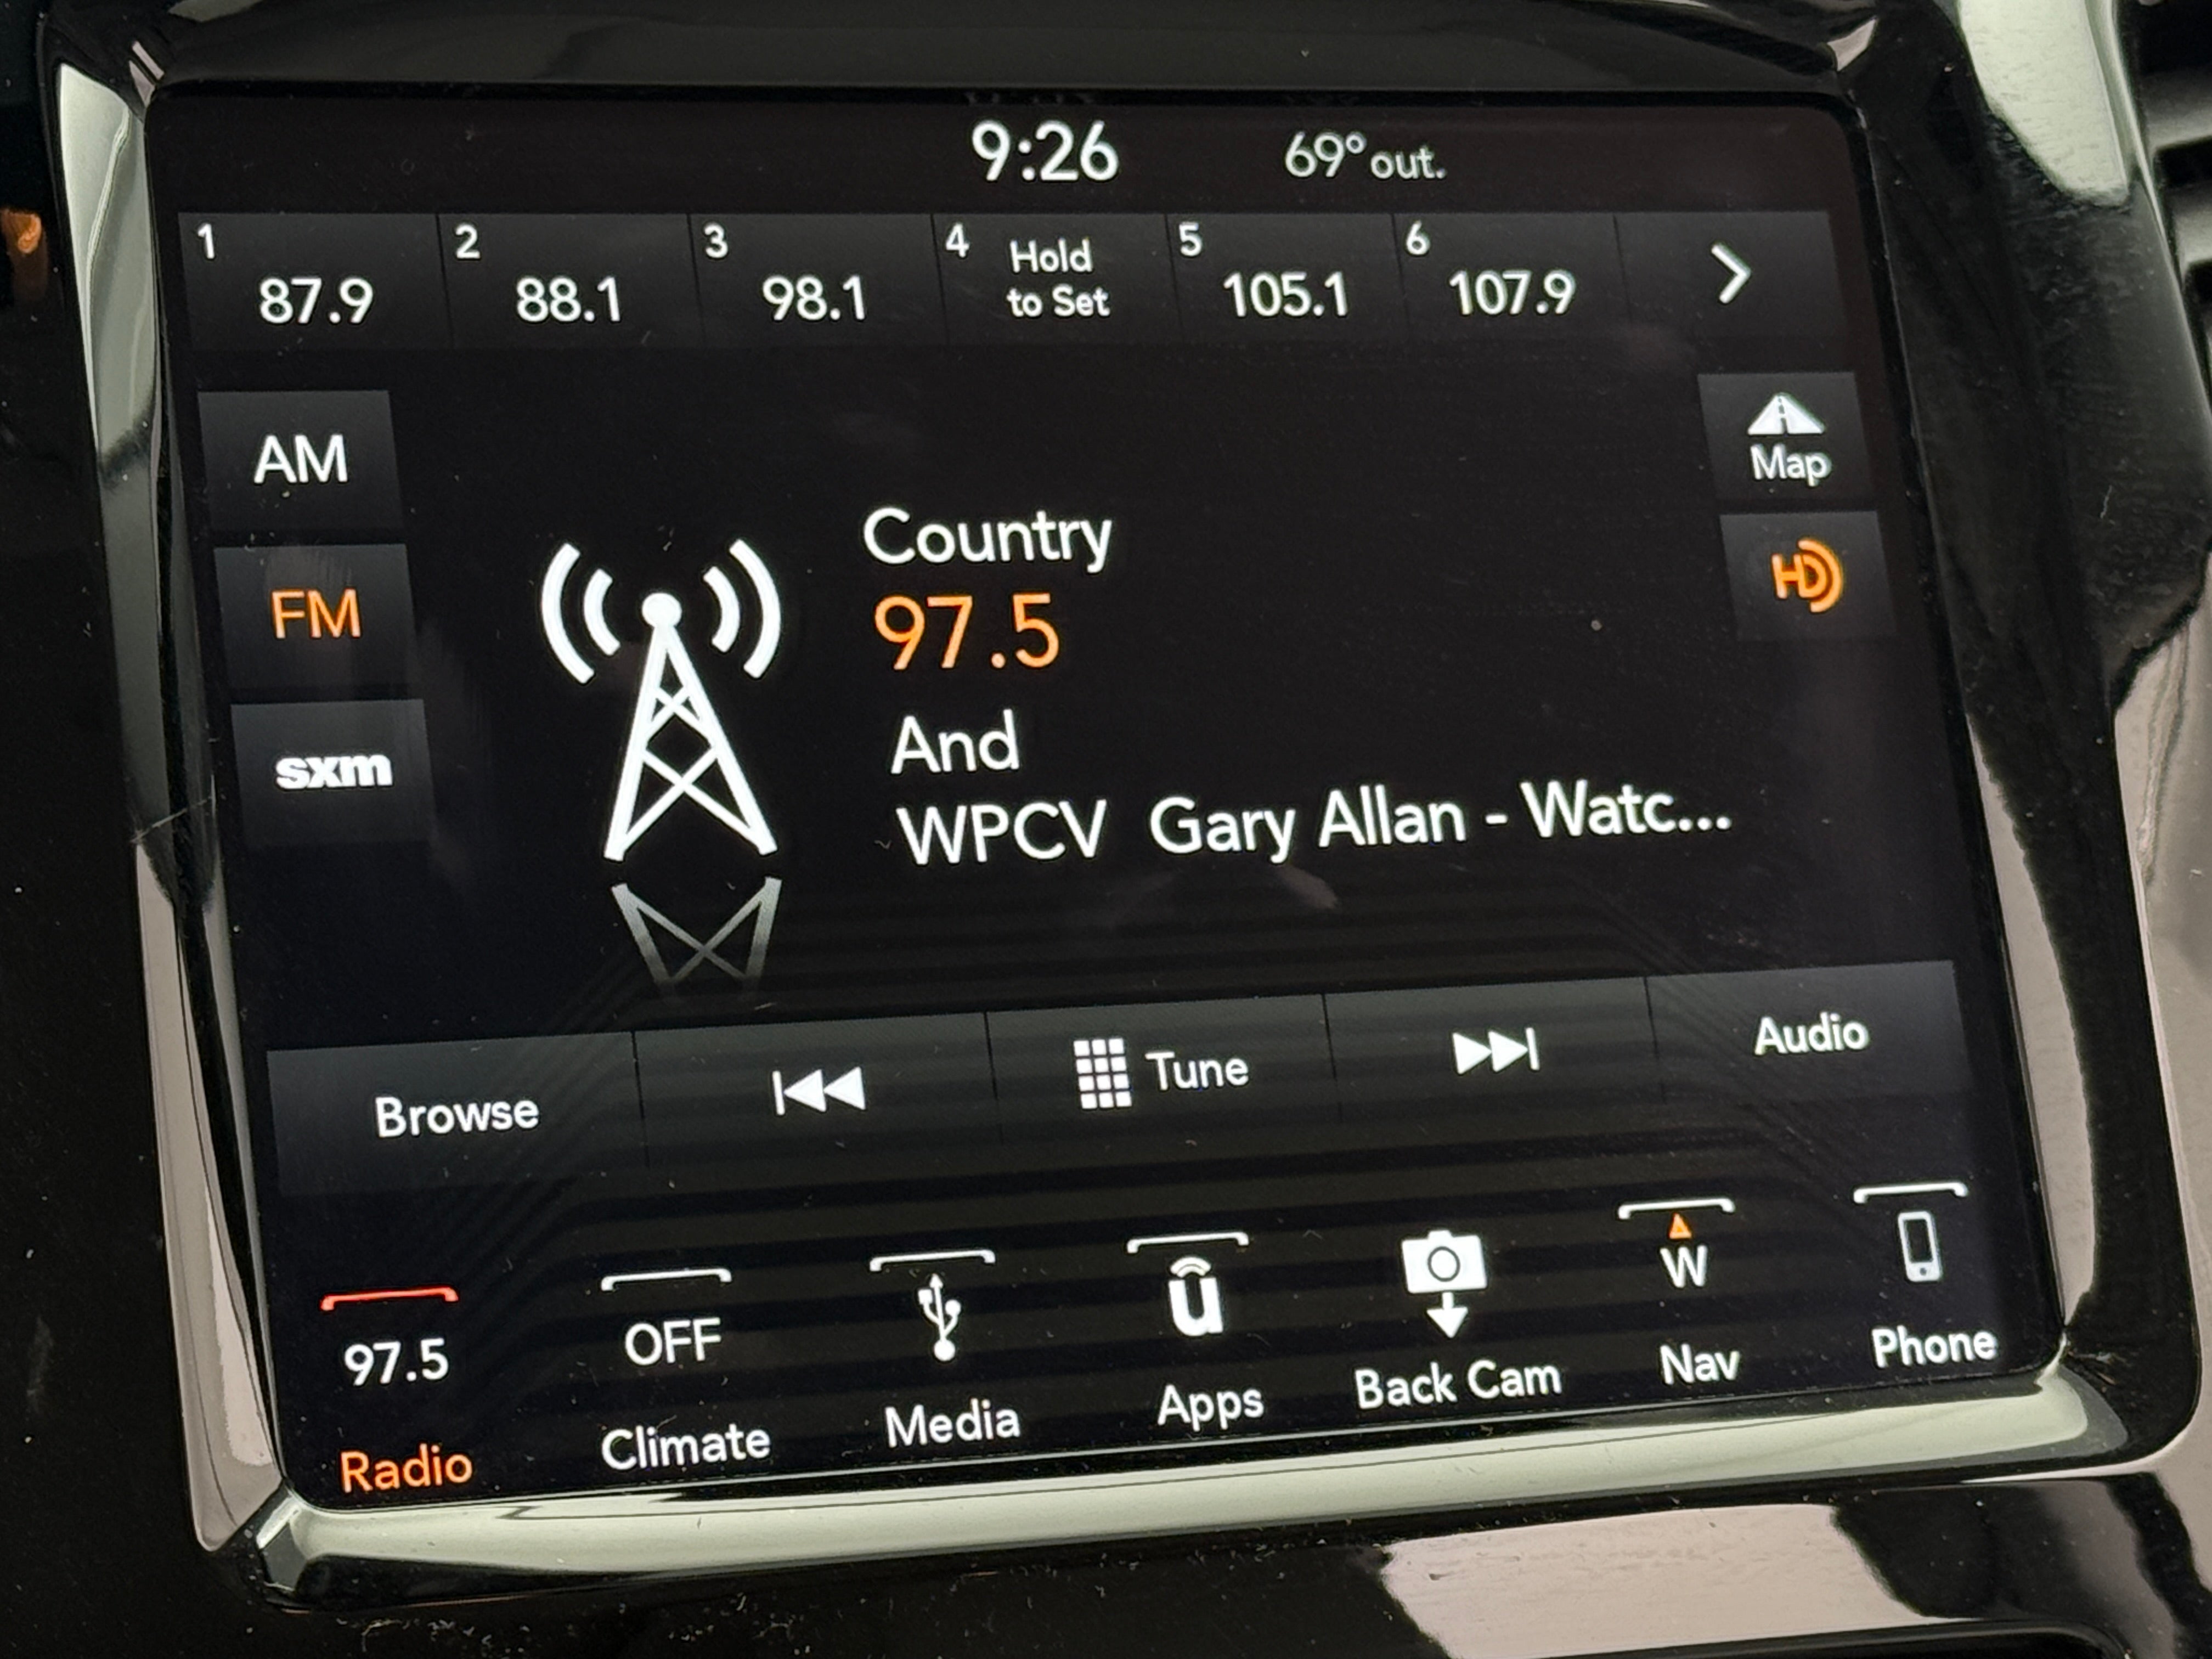 9:26 69° out.
1 2 3 4 Hold 5 6
87.9 88.1 98.1 to Set 105.1 107.9
AM
Map
FM
HD
sxm
Country
97.5
And
WPCV Gary Allan - Watc...
Browse Tune Audio
97.5 OFF u W
Radio Climate Media Apps Back Cam Nav Phone